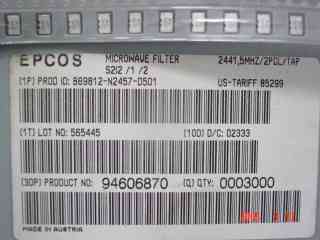 EPCOS MICROWAVE FILTER 2441,5MHZ/2POL/TAP
S2I2 /1 /2
(1P) PROD ID: B69812-N2457-D501 US-TARIFF 85299
(1T) LOT NO: 565445 (10D) D/C: 02333
(30P) PRODUCT NO: 94606870 (Q) QTY: 0003000
MADE IN AUSTRIA